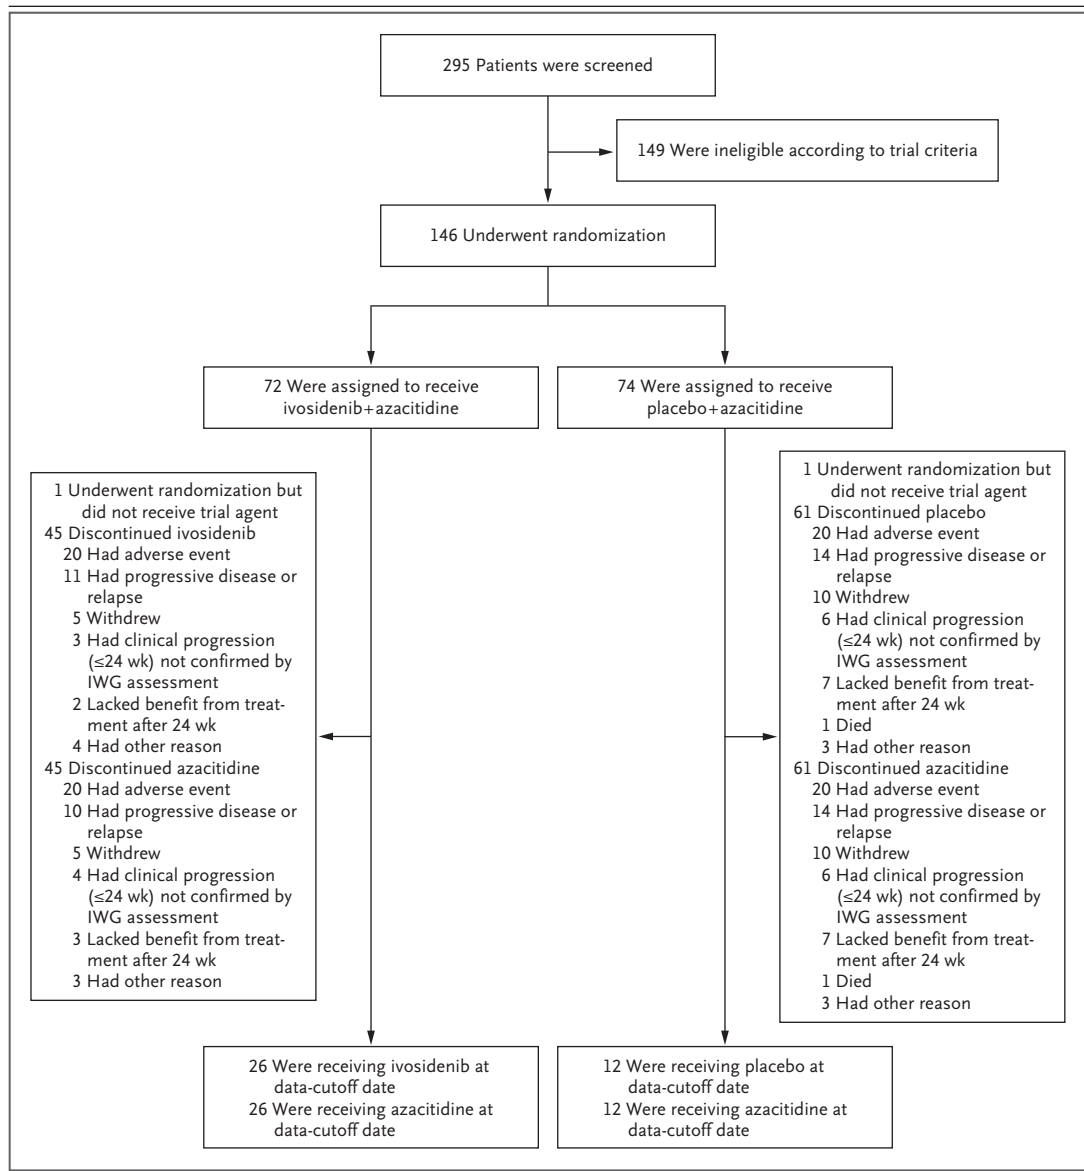 295 Patients were screened
149 Were ineligible according to trial criteria
146 Underwent randomization
72 Were assigned to receive
ivosidenib+azacitidine
74 Were assigned to receive
placebo+azacitidine
1 Underwent randomization but
did not receive trial agent
45 Discontinued ivosidenib
20 Had adverse event
11 Had progressive disease or
relapse
5 Withdrew
3 Had clinical progression
(≤24 wk) not confirmed by
IWG assessment
2 Lacked benefit from treat-
ment after 24 wk
4 Had other reason
45 Discontinued azacitidine
20 Had adverse event
10 Had progressive disease or
relapse
5 Withdrew
4 Had clinical progression
(≤24 wk) not confirmed by
IWG assessment
3 Lacked benefit from treat-
ment after 24 wk
3 Had other reason
1 Underwent randomization but
did not receive trial agent
61 Discontinued placebo
20 Had adverse event
14 Had progressive disease or
relapse
10 Withdrew
6 Had clinical progression
(≤24 wk) not confirmed by
IWG assessment
7 Lacked benefit from treat-
ment after 24 wk
1 Died
3 Had other reason
61 Discontinued azacitidine
20 Had adverse event
14 Had progressive disease or
relapse
10 Withdrew
6 Had clinical progression
(≤24 wk) not confirmed by
IWG assessment
7 Lacked benefit from treat-
ment after 24 wk
1 Died
3 Had other reason
26 Were receiving ivosidenib at
data-cutoff date
26 Were receiving azacitidine at
data-cutoff date
12 Were receiving placebo at
data-cutoff date
12 Were receiving azacitidine at
data-cutoff date